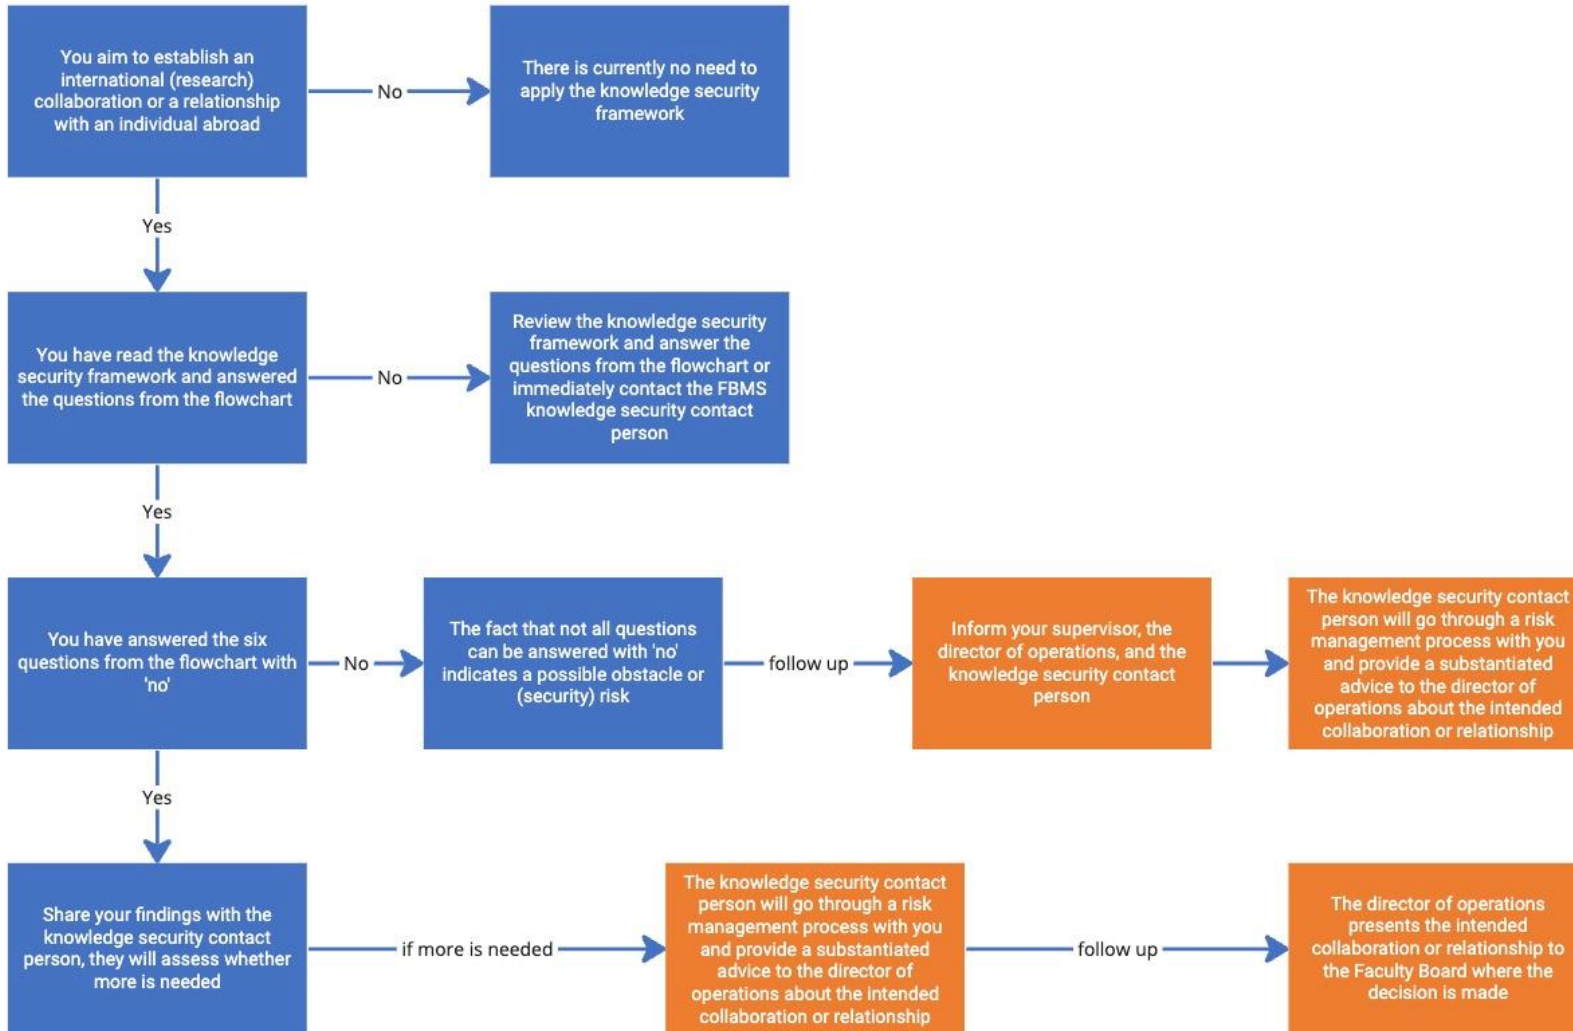 You aim to establish an
international (research)
collaboration or a relationship
with an individual abroad
No
There is currently no need to
apply the knowledge security
framework
Yes
You have read the knowledge
security framework and answered
the questions from the flowchart
No
Review the knowledge security
framework and answer the
questions from the flowchart or
immediately contact the FBMS
knowledge security contact
person
Yes
You have answered the six
questions from the flowchart with
'no'
No
The fact that not all questions
can be answered with 'no'
indicates a possible obstacle or
(security) risk
follow up
Inform your supervisor, the
director of operations, and the
knowledge security contact
person
The knowledge security contact
person will go through a risk
management process with you
and provide a substantiated
advice to the director of
operations about the intended
collaboration or relationship
Yes
Share your findings with the
knowledge security contact
person, they will assess whether
more is needed
if more is needed
The knowledge security contact
person will go through a risk
management process with you
and provide a substantiated
advice to the director of
operations about the intended
collaboration or relationship
follow up
The director of operations
presents the intended
collaboration or relationship to
the Faculty Board where the
decision is made